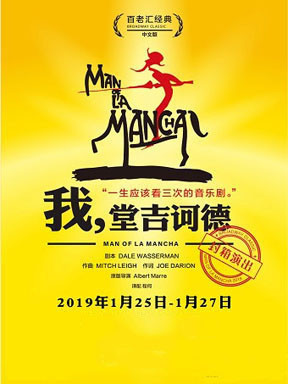 百老汇经典
BROADWAY CLASSIC
中文版
MAN
OF LA
MANCHA
“一生应该看三次的音乐剧。”
我,堂吉诃德
MAN OF LA MANCHA
剧本 DALE WASSERMAN
作曲 MITCH LEIGH 作词 JOE DARION
原版导演 Albert Marre
封箱演出
2019年1月25日-1月27日